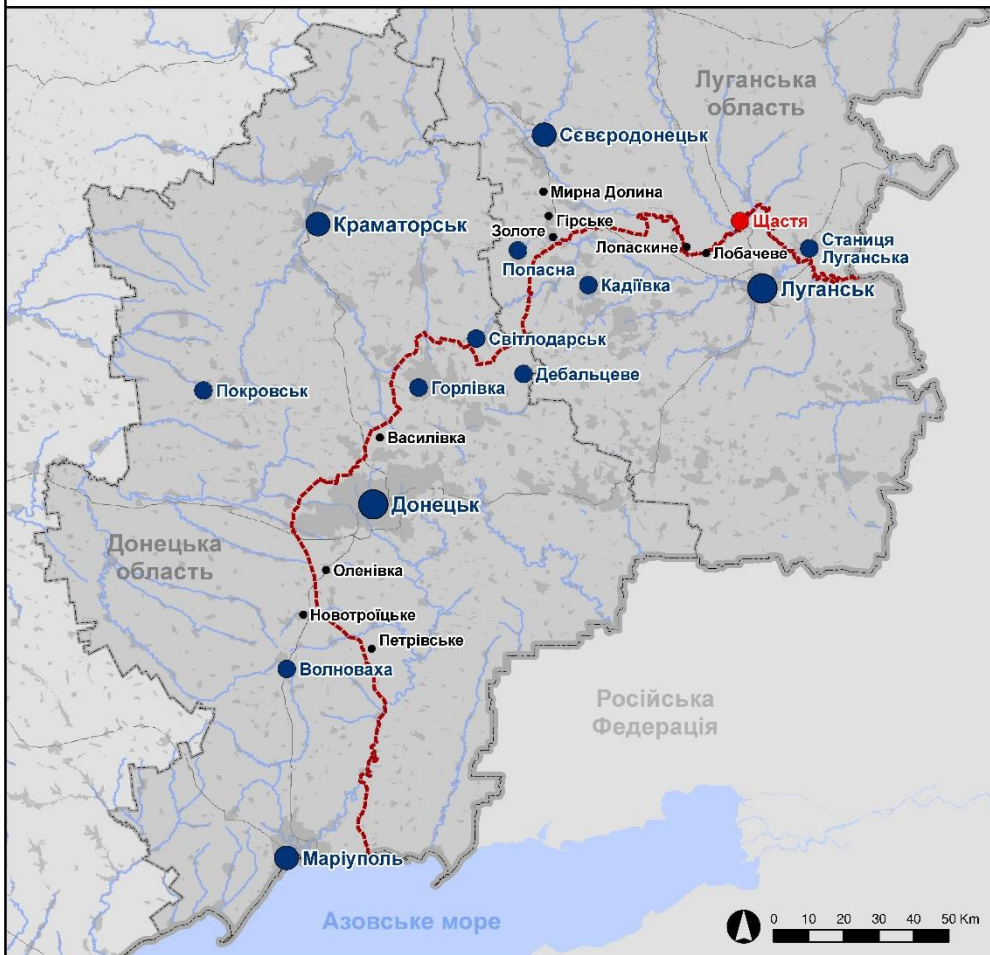 Луганська
область
Сєвєродонецьк
Мирна Долина
Гірське
Щастя
Краматорськ
Золоте
Лопаскине
Станиця
Луганська
Попасна
Лобачеве
Кадіївка
Луганськ
Світлодарськ
Дебальцеве
Покровськ
Горлівка
Василівка
Донецьк
Донецька
область
Оленівка
Новотроїцьке
Петрівське
Волноваха
Російська
Федерація
Маріуполь
Азовське море
0 10 20 30 40 50 Km